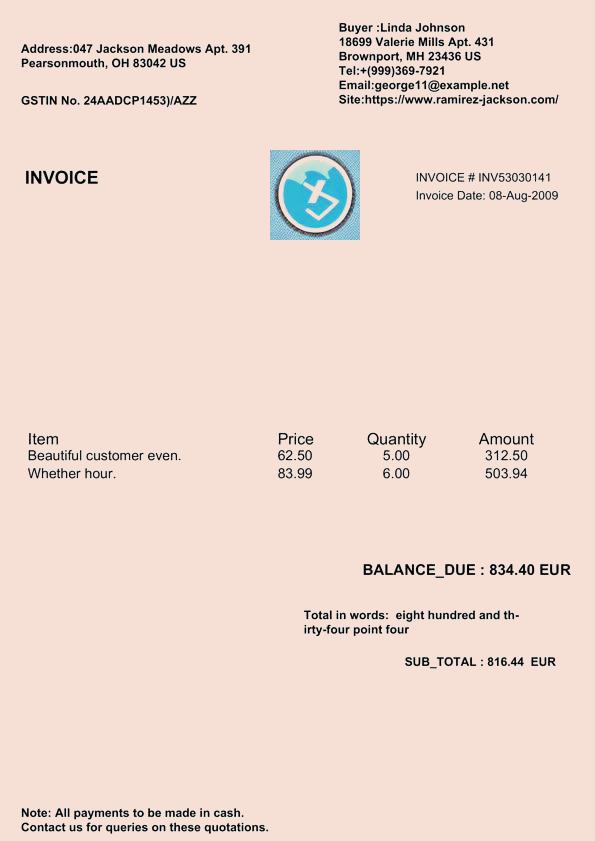 Address:047 Jackson Meadows Apt. 391
Pearsonmouth, OH 83042 US
GSTIN No. 24AADCP1453)/AZZ
Buyer :Linda Johnson
18699 Valerie Mills Apt. 431
Brownport, MH 23436 US
Tel:+(999)369-7921
Email:george11@example.net
Site:https://www.ramirez-jackson.com/
INVOICE
INVOICE # INV53030141
Invoice Date: 08-Aug-2009
Item Price Quantity Amount
Beautiful customer even. 62.50 5.00 312.50
Whether hour. 83.99 6.00 503.94
BALANCE_DUE : 834.40 EUR
Total in words: eight hundred and th-
irty-four point four
SUB_TOTAL : 816.44 EUR
Note: All payments to be made in cash.
Contact us for queries on these quotations.